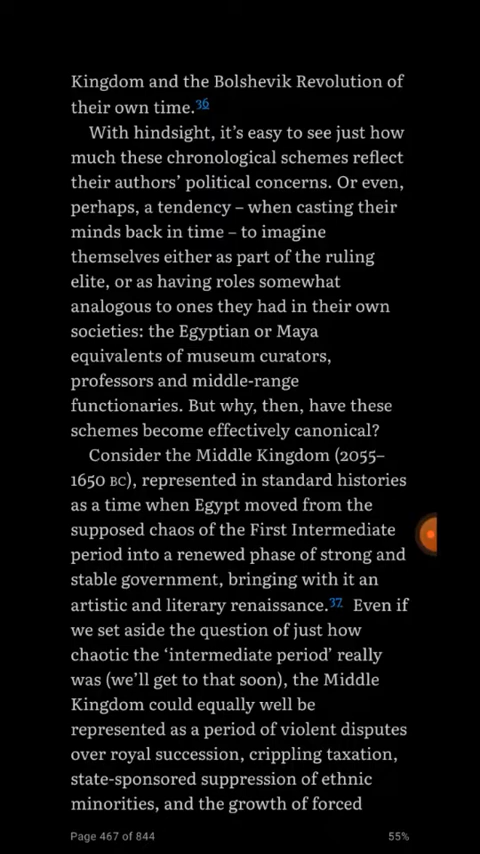 Kingdom and the Bolshevik Revolution of
their own time.36
With hindsight, it’s easy to see just how
much these chronological schemes reflect
their authors’ political concerns. Or even,
perhaps, a tendency – when casting their
minds back in time – to imagine
themselves either as part of the ruling
elite, or as having roles somewhat
analogous to ones they had in their own
societies: the Egyptian or Maya
equivalents of museum curators,
professors and middle-range
functionaries. But why, then, have these
schemes become effectively canonical?
Consider the Middle Kingdom (2055–
1650 BC), represented in standard histories
as a time when Egypt moved from the
supposed chaos of the First Intermediate
period into a renewed phase of strong and
stable government, bringing with it an
artistic and literary renaissance.37 Even if
we set aside the question of just how
chaotic the ‘intermediate period’ really
was (we’ll get to that soon), the Middle
Kingdom could equally well be
represented as a period of violent disputes
over royal succession, crippling taxation,
state-sponsored suppression of ethnic
minorities, and the growth of forced
Page 467 of 844
55%